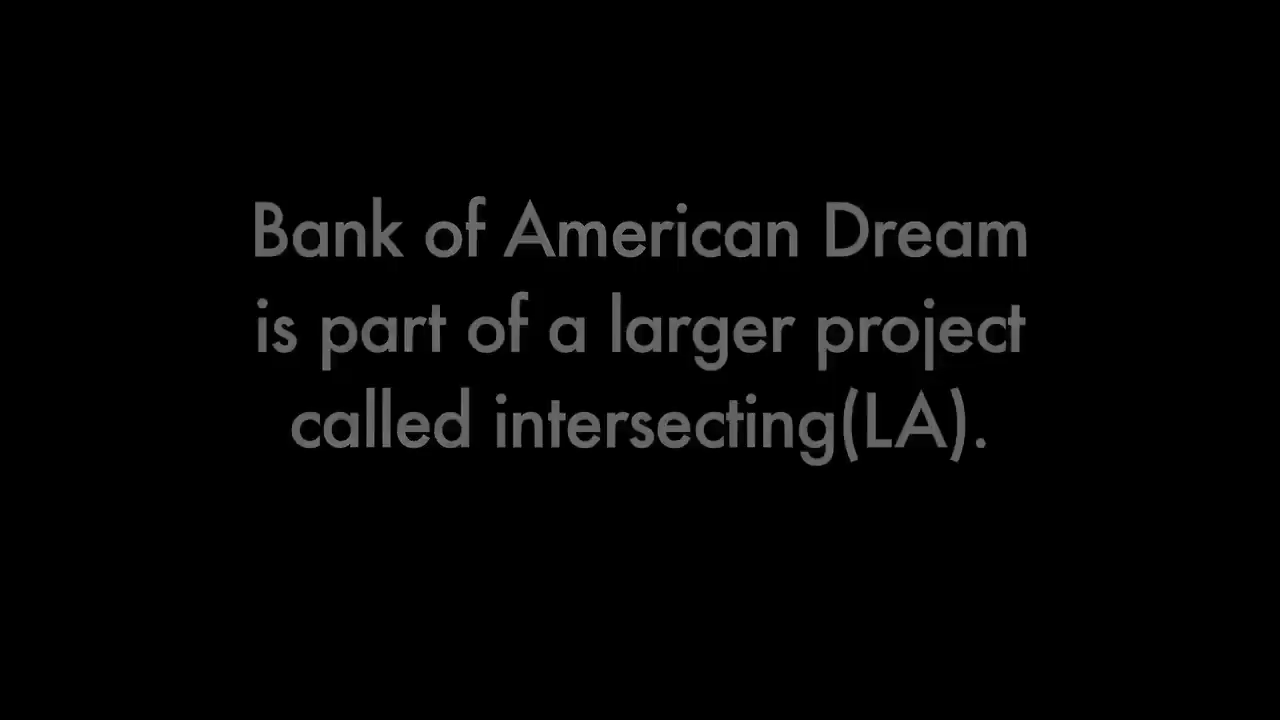 Bank of American Dream
is part of a larger project
called intersecting(LA).